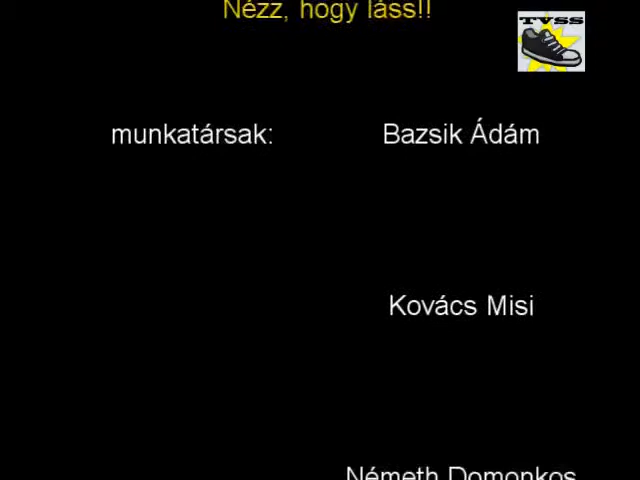 Nézz, hogy láss!!
TVSS
munkatársak: Bazsik Ádám
Kovács Misi
Németh Domonkos